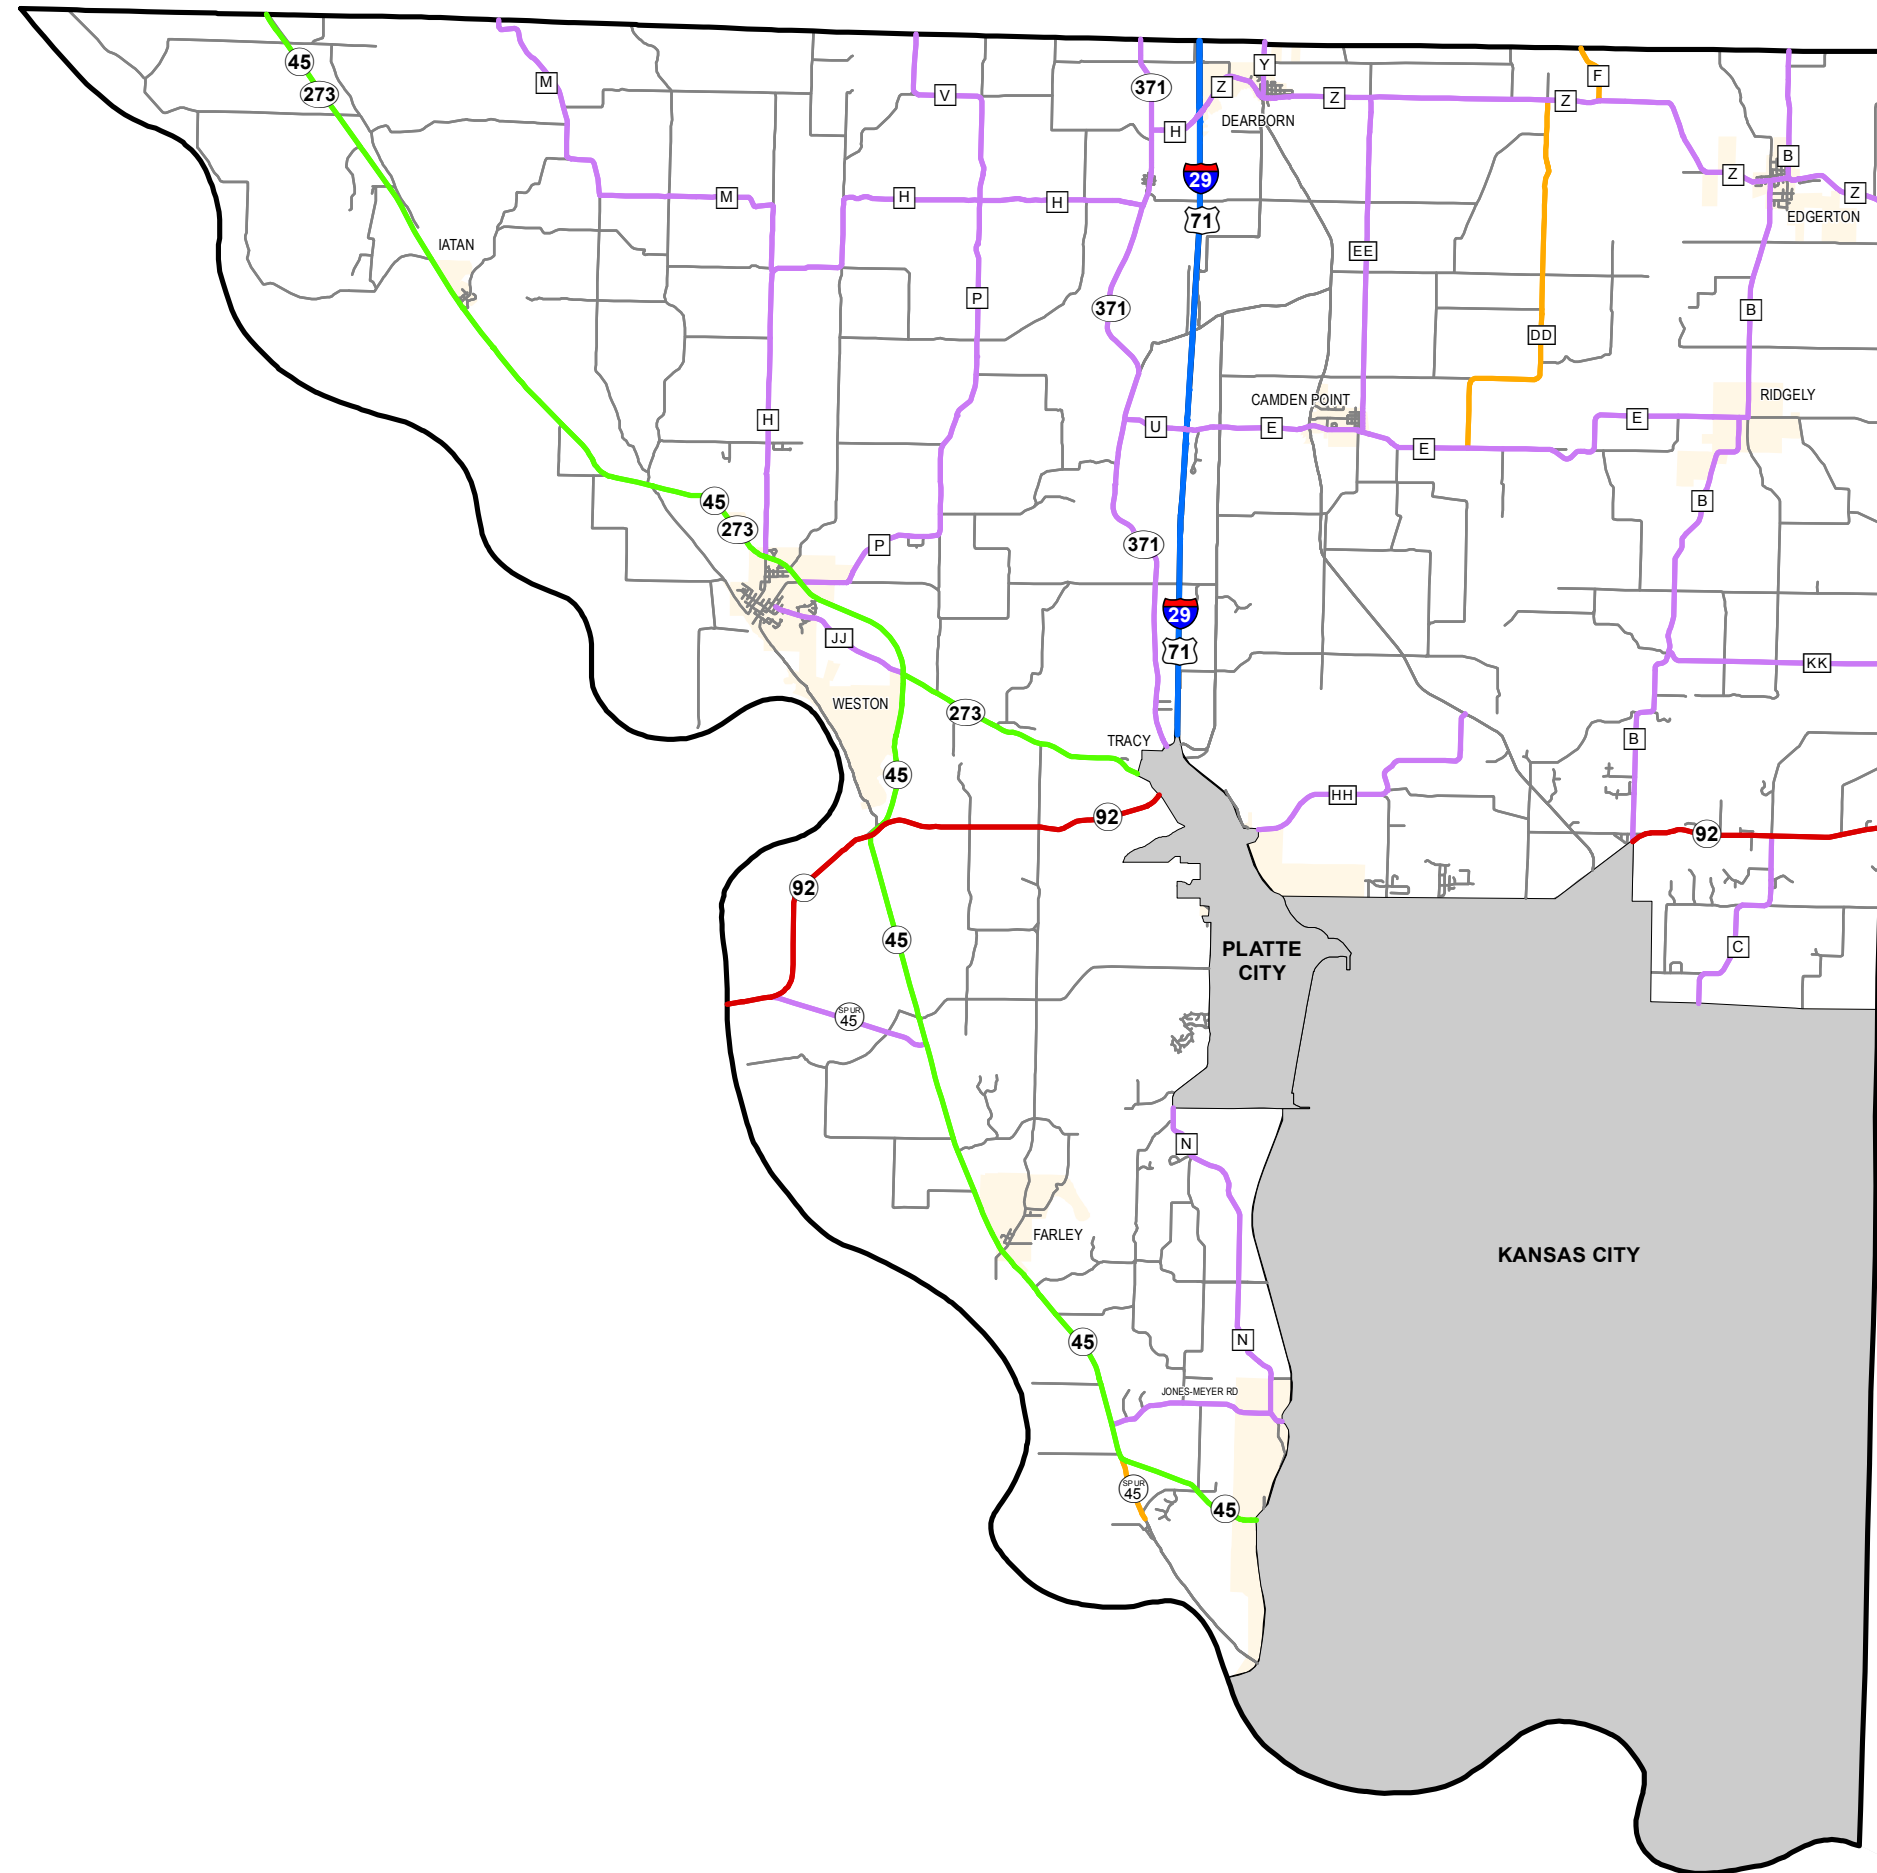 45
273
M
V
371
Y
Z
Z
F
Z
DEARBORN
H
B
Z
Z
EDGERTON
29
71
M
H
H
IATAN
EE
P
371
B
DD
RIDGELY
CAMDEN POINT
H
U
E
E
E
45
273
B
P
371
29
71
JJ
KK
WESTON
273
TRACY
B
45
HH
92
92
92
45
PLATTE
CITY
C
SPUR
45
N
FARLEY
KANSAS CITY
45
N
JONES-MEYER RD
SPUR
45
45